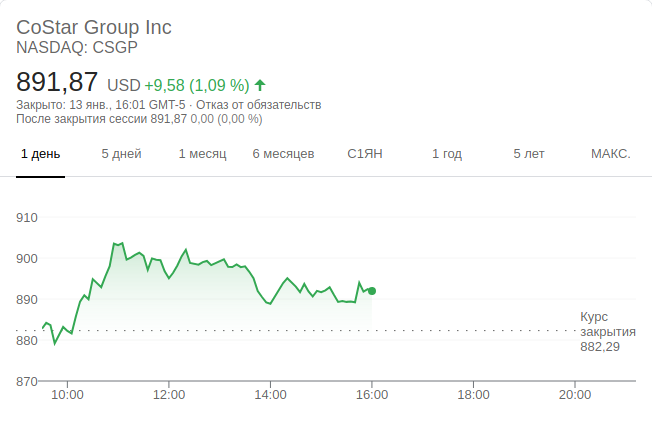 CoStar Group Inc
NASDAQ: CSGP
891,87 USD +9,58 (1,09 %)
Закрыто: 13 янв., 16:01 GMT-5 · Отказ от обязательств
После закрытия сессии 891,87 0,00 (0,00 %)
1 день 5 дней 1 месяц 6 месяцев С1ЯН 1 год 5 лет МАКС.
910
900
890
Курс
закрытия
882,29
880
870
10:00 12:00 14:00 16:00 18:00 20:00